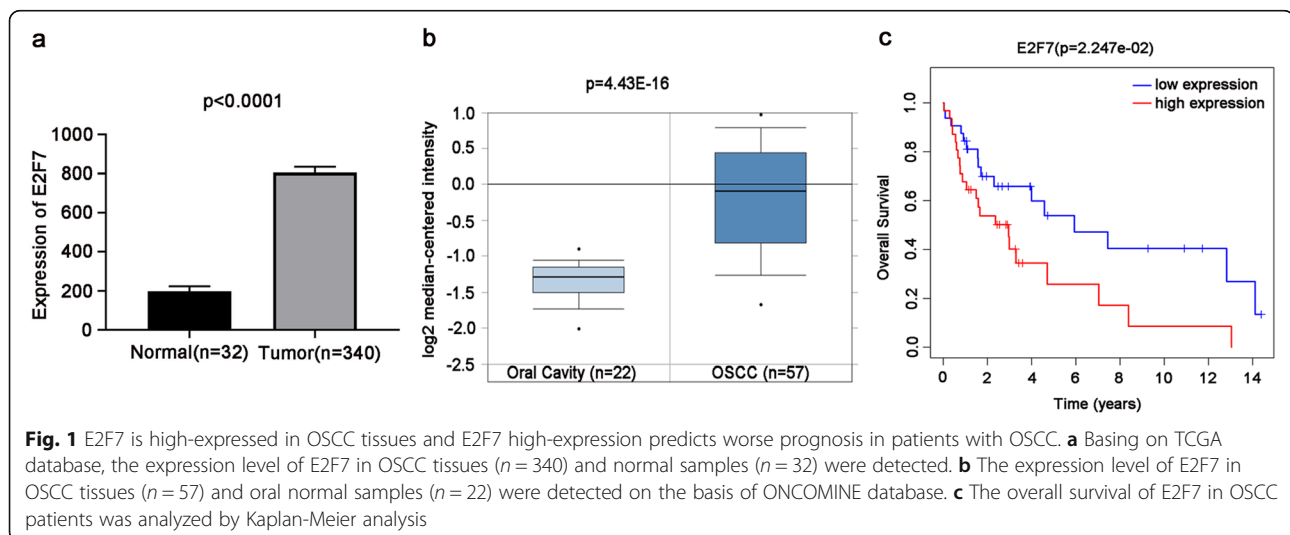 a
p<0.0001
Expression of E2F7
1000
800
600
400
200
0
Normal(n=32) Tumor(n=340)
b
p=4.43E-16
log2 median-centered intensity
1.0
0.5
0.0
-0.5
-1.0
-1.5
-2.0
-2.5
Oral Cavity (n=22) OSCC (n=57)
c
E2F7(p=2.247e-02)
low expression
high expression
Overall Survival
1.0
0.8
0.6
0.4
0.2
0.0
0 2 4 6 8 10 12 14
Time (years)
Fig. 1 E2F7 is high-expressed in OSCC tissues and E2F7 high-expression predicts worse prognosis in patients with OSCC. a Basing on TCGA
database, the expression level of E2F7 in OSCC tissues (n = 340) and normal samples (n = 32) were detected. b The expression level of E2F7 in
OSCC tissues (n = 57) and oral normal samples (n = 22) were detected on the basis of ONCOMINE database. c The overall survival of E2F7 in OSCC
patients was analyzed by Kaplan-Meier analysis